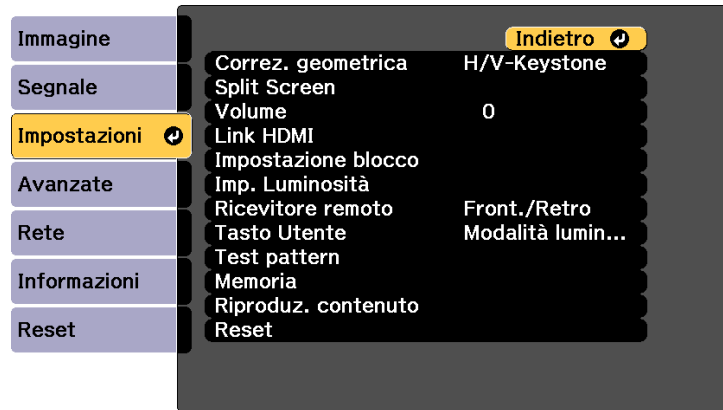 Immagine
Segnale
Impostazioni
Avanzate
Rete
Informazioni
Reset
Indietro
Correz. geometrica H/V-Keystone
Split Screen
Volume 0
Link HDMI
Impostazione blocco
Imp. Luminosità
Ricevitore remoto Front./Retro
Tasto Utente Modalità lumin...
Test pattern
Memoria
Riproduz. contenuto
Reset